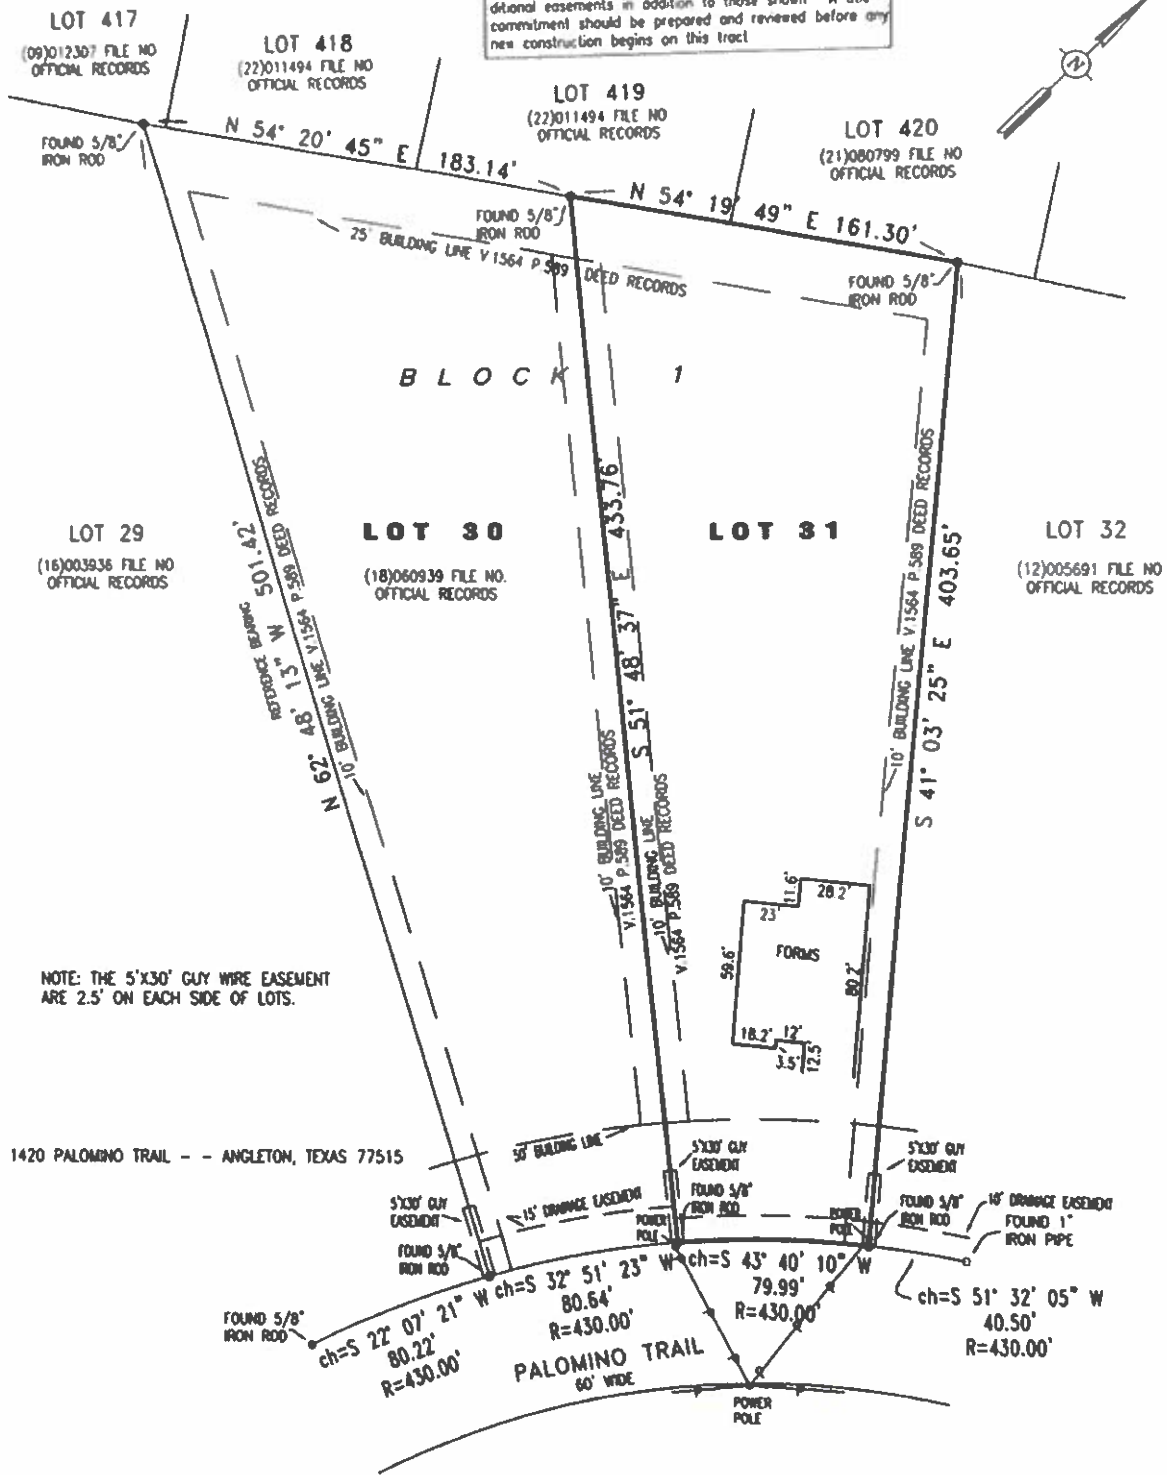 ditional easements in addition to those shown
commitment should be prepared and reviewed before any
new construction begins on this tract
LOT 417
(09)012307 FILE NO
OFFICIAL RECORDS
LOT 418
(22)011494 FILE NO
OFFICIAL RECORDS
LOT 419
(22)011494 FILE NO
OFFICIAL RECORDS
LOT 420
(21)080799 FILE NO
OFFICIAL RECORDS
N
FOUND 5/8"
IRON ROD
N 54° 20' 45" E 183.14'
FOUND 5/8"
IRON ROD
N 54° 19' 49" E 161.30'
FOUND 5/8"
IRON ROD
25' BUILDING LINE V.1564 P.589 DEED RECORDS
BLOCK 1
LOT 29
(16)003936 FILE NO
OFFICIAL RECORDS
LOT 30
(18)060939 FILE NO.
OFFICIAL RECORDS
LOT 31
LOT 32
(12)005691 FILE NO
OFFICIAL RECORDS
REFERENCE BEARING
N 62° 48' 13" W 501.42'
10' BUILDING LINE V.1564 P.589 DEED RECORDS
S 51° 48' 37" E 433.76'
10' BUILDING LINE
V.1564 P.589 DEED RECORDS
10' BUILDING LINE
V.1564 P.589 DEED RECORDS
10' BUILDING LINE V.1564 P.589 DEED RECORDS
S 41° 03' 25" E 403.65'
11.6'
28.2'
23'
FORMS
59.6'
80.2'
18.2'
12'
3.5'
12.5'
NOTE: THE 5'X30' GUY WIRE EASEMENT
ARE 2.5' ON EACH SIDE OF LOTS.
1420 PALOMINO TRAIL - - ANGLETON, TEXAS 77515
50' BUILDING LINE
5'X30' GUY
EASEMENT
5'X30' GUY
EASEMENT
5'X30' GUY
EASEMENT
15' DRAINAGE EASEMENT
DRAINAGE EASEMENT
FOUND 5/8"
IRON ROD
POWER
POLE
FOUND 5/8"
IRON ROD
POWER
POLE
FOUND 5/8"
IRON ROD
FOUND 1"
IRON PIPE
FOUND 5/8"
IRON ROD
ch=S 22° 07' 21" W
80.22'
R=430.00'
ch=S 32° 51' 23" W
80.64'
R=430.00'
ch=S 43° 40' 10" W
79.99'
R=430.00'
ch=S 51° 32' 05" W
40.50'
R=430.00'
PALOMINO TRAIL
60' WIDE
POWER
POLE